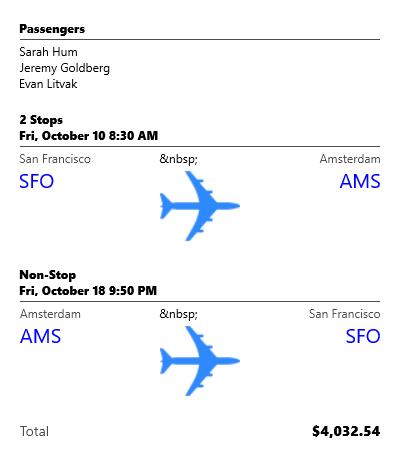 Passengers
Sarah Hum
Jeremy Goldberg
Evan Litvak
2 Stops
Fri, October 10 8:30 AM
San Francisco &nbsp; Amsterdam
SFO AMS
Non-Stop
Fri, October 18 9:50 PM
Amsterdam &nbsp; San Francisco
AMS SFO
Total $4,032.54